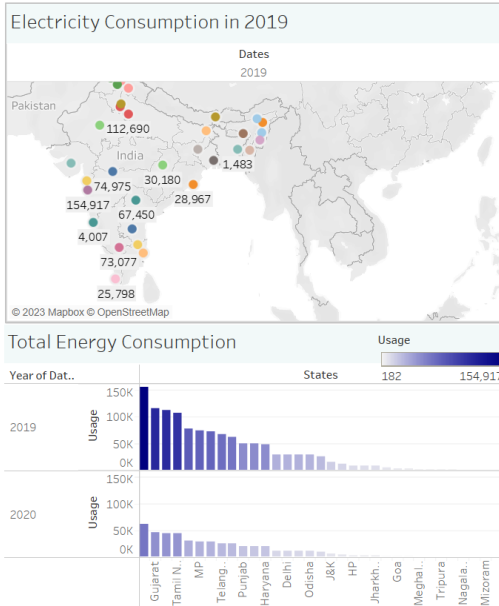 Electricity Consumption in 2019
Dates
2019
Pakistan
112,690
India
1,483
74,975
30,180
154,917
28,967
67,450
4,007
73,077
25,798
© 2023 Mapbox © OpenStreetMap
Total Energy Consumption
Usage
182 154,917
Year of Dat.. States
2019
Usage
150K
100K
50K
0K
2020
Usage
150K
100K
50K
0K
Gujarat
Tamil N..
MP
Telang..
Punjab
Haryana
Delhi
Odisha
J&K
HP
Jharkh..
Goa
Meghal..
Tripura
Nagala..
Mizoram